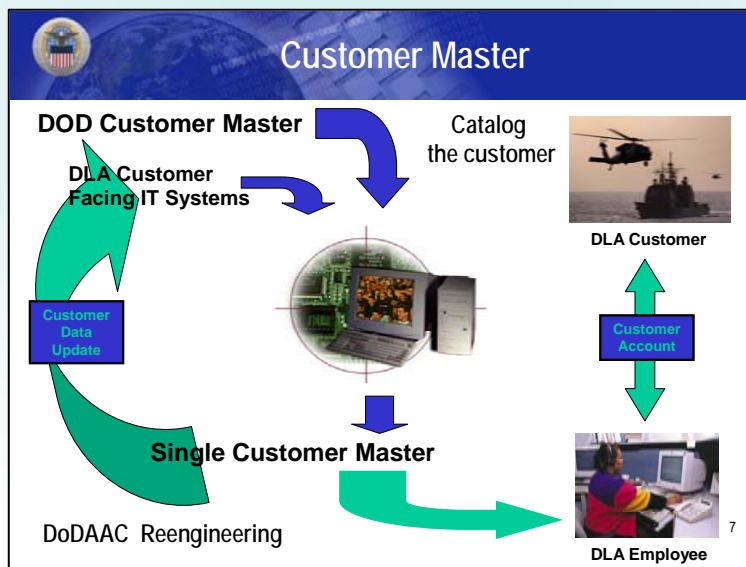 Customer Master
DOD Customer Master
Catalog
the customer
DLA Customer
Facing IT Systems
DLA Customer
Customer
Data
Update
Customer
Account
Single Customer Master
DoDAAC Reengineering
DLA Employee
7